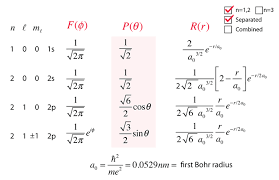 n=1,2 n=3
Separated
Combined
n ℓ mℓ F(ϕ) P(θ) R(r)
1 0 0 1s 1/√2π 1/√2 2/a₀^(3/2) e^(-r/a₀)
2 0 0 2s 1/√2π 1/√2 1/(2√2 a₀^(3/2)) [2 - r/a₀] e^(-r/2a₀)
2 1 0 2p 1/√2π √6/2 cosθ 1/(2√6 a₀^(3/2)) r/a₀ e^(-r/2a₀)
2 1 ±1 2p 1/√2π e^(iϕ) √3/2 sinθ 1/(2√6 a₀^(3/2)) r/a₀ e^(-r/2a₀)
a₀ = ℏ²/me² = 0.0529nm = first Bohr radius